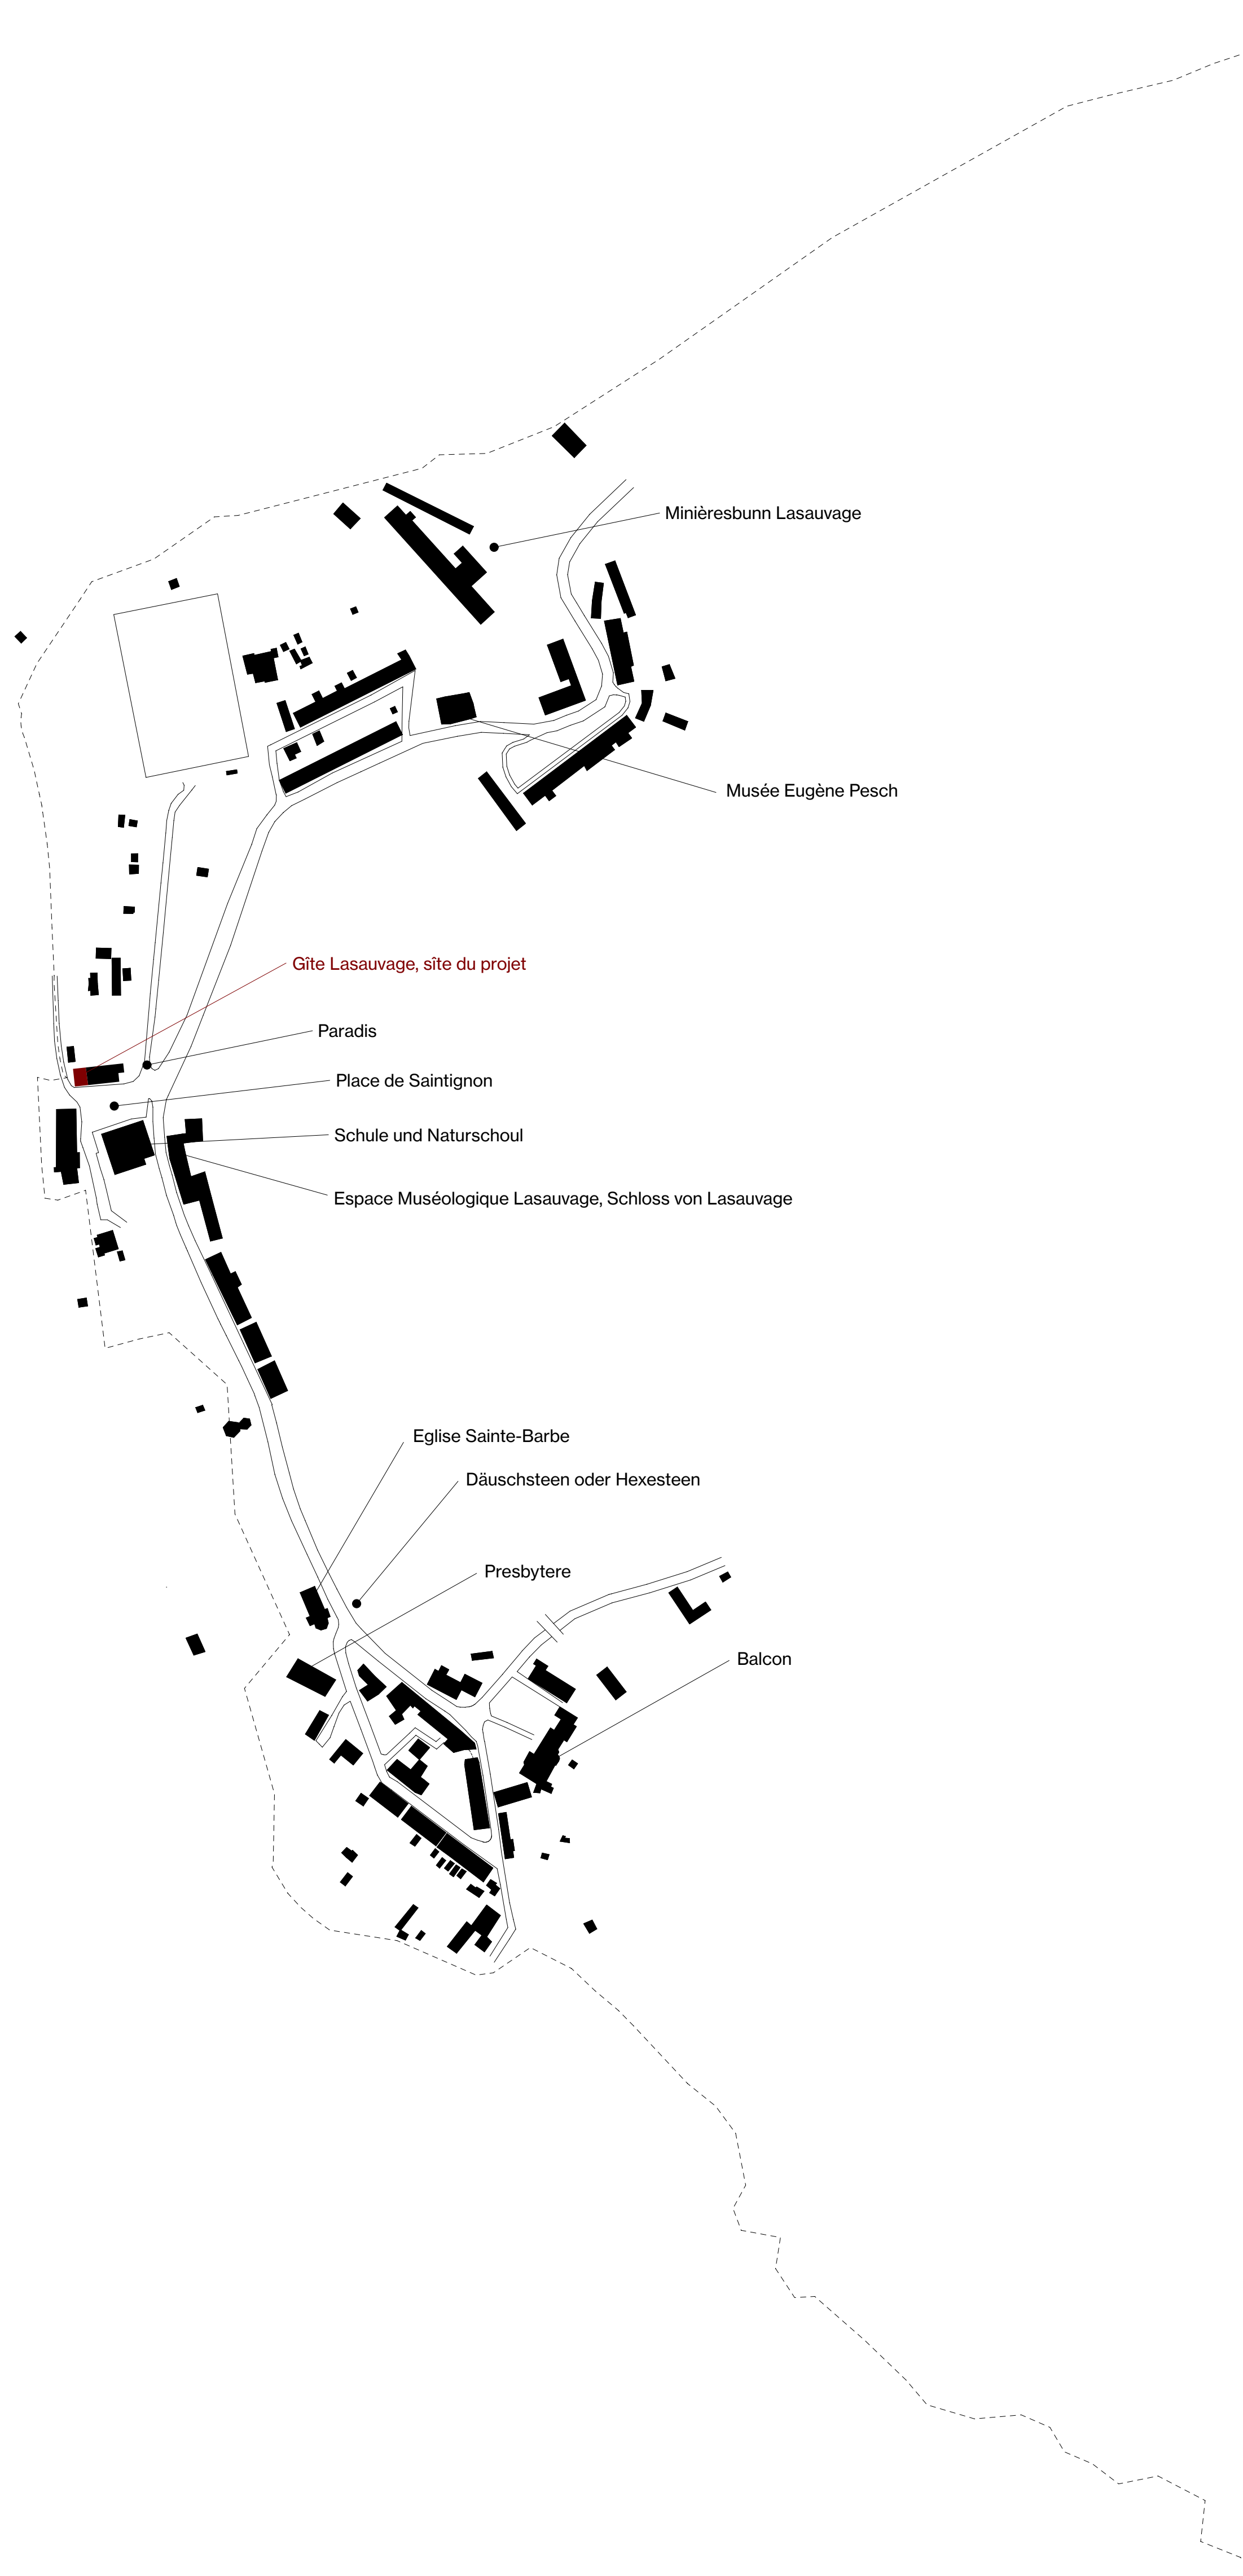 Minièresbunn Lasauvage
Musée Eugène Pesch
Gîte Lasauvage, sîte du projet
Paradis
Place de Saintignon
Schule und Naturschoul
Espace Muséologique Lasauvage, Schloss von Lasauvage
Eglise Sainte-Barbe
Däuschsteen oder Hexesteen
Presbytere
Balcon